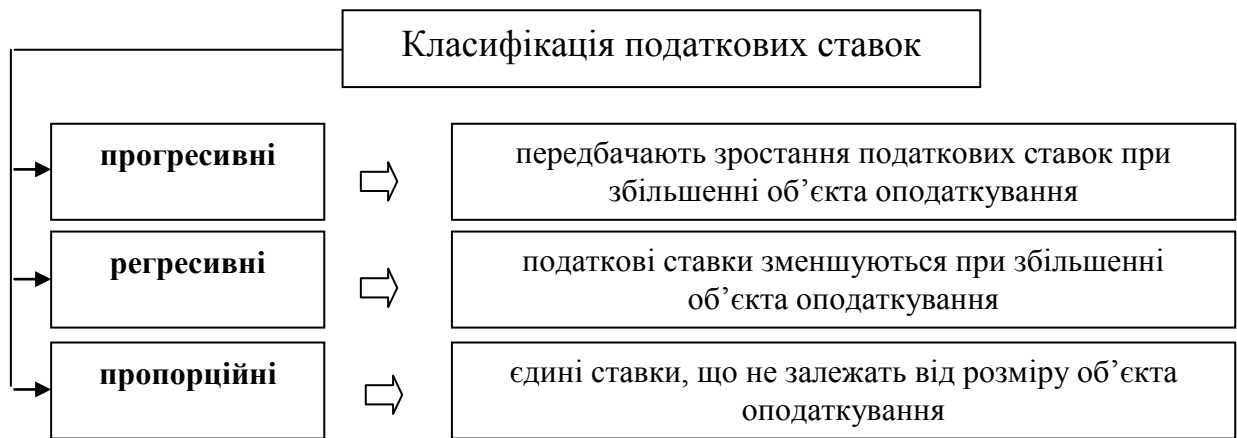 Класифікація податкових ставок
прогресивні
передбачають зростання податкових ставок при
збільшенні об’єкта оподаткування
регресивні
податкові ставки зменшуються при збільшенні
об’єкта оподаткування
пропорційні
єдині ставки, що не залежать від розміру об’єкта
оподаткування